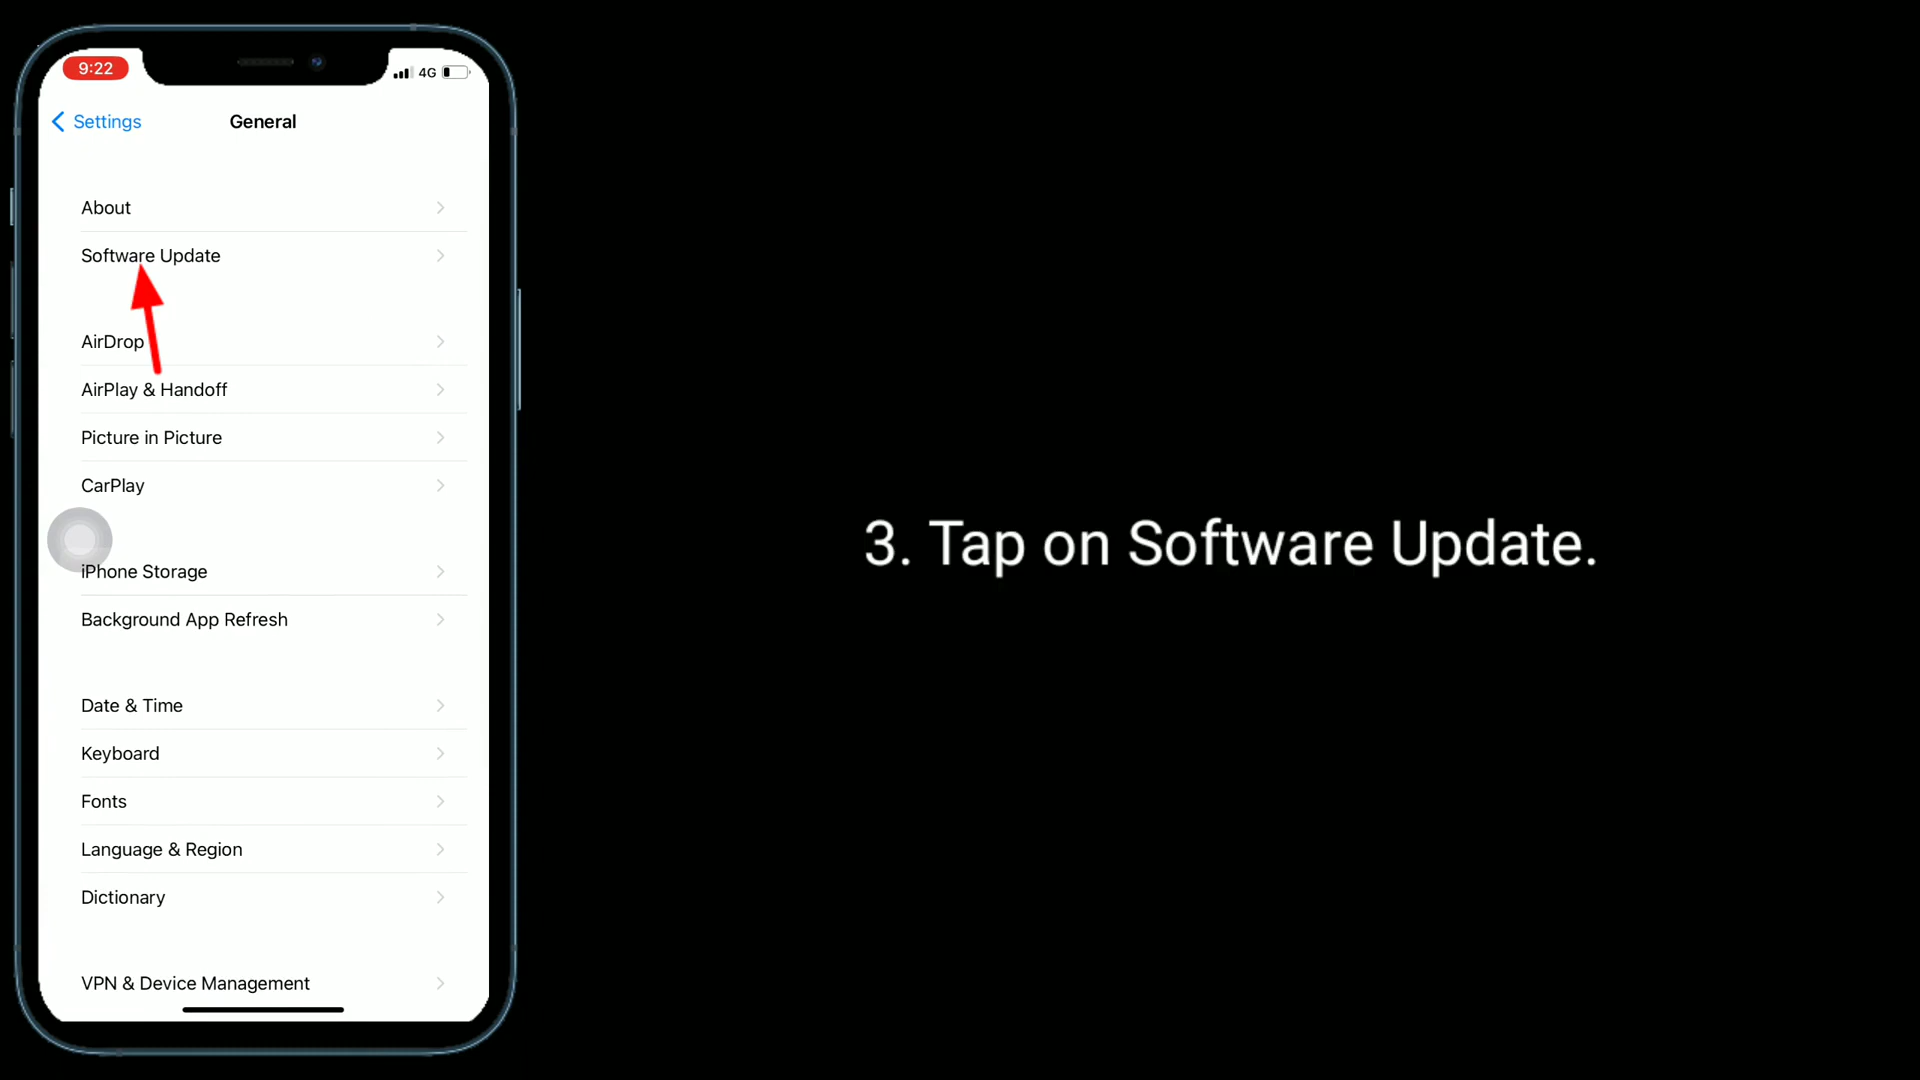 9:22
4G
Settings
General
About
Software Update
AirDrop
AirPlay & Handoff
Picture in Picture
CarPlay
iPhone Storage
Background App Refresh
Date & Time
Keyboard
Fonts
Language & Region
Dictionary
VPN & Device Management
3. Tap on Software Update.